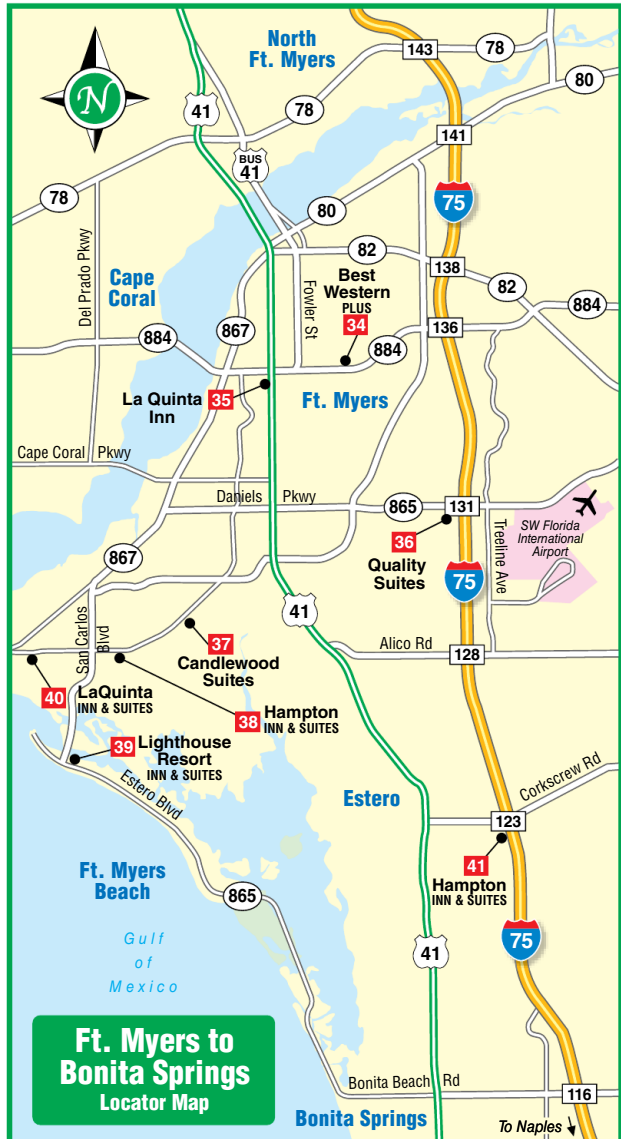 North
Ft. Myers
143
78
80
N
41
78
BUS
41
141
78
75
80
Del Prado Pkwy
Cape
Coral
82
138
Best
Western
PLUS
34
Fowler St
82
884
884
867
136
884
La Quinta
Inn
35
Ft. Myers
Cape Coral Pkwy
Daniels Pkwy
865
131
36
Quality
Suites
SW Florida
International
Airport
Treeline Ave
867
75
41
San Carlos
Blvd
37
Candlewood
Suites
Alico Rd
128
40
LaQuinta
INN & SUITES
38
Hampton
INN & SUITES
39
Lighthouse
Resort
INN & SUITES
Estero Blvd
Estero
Corkscrew Rd
123
41
Hampton
INN & SUITES
Ft. Myers
Beach
865
Gulf
of
Mexico
41
75
Ft. Myers to
Bonita Springs
Locator Map
Bonita Beach Rd
116
Bonita Springs
To Naples